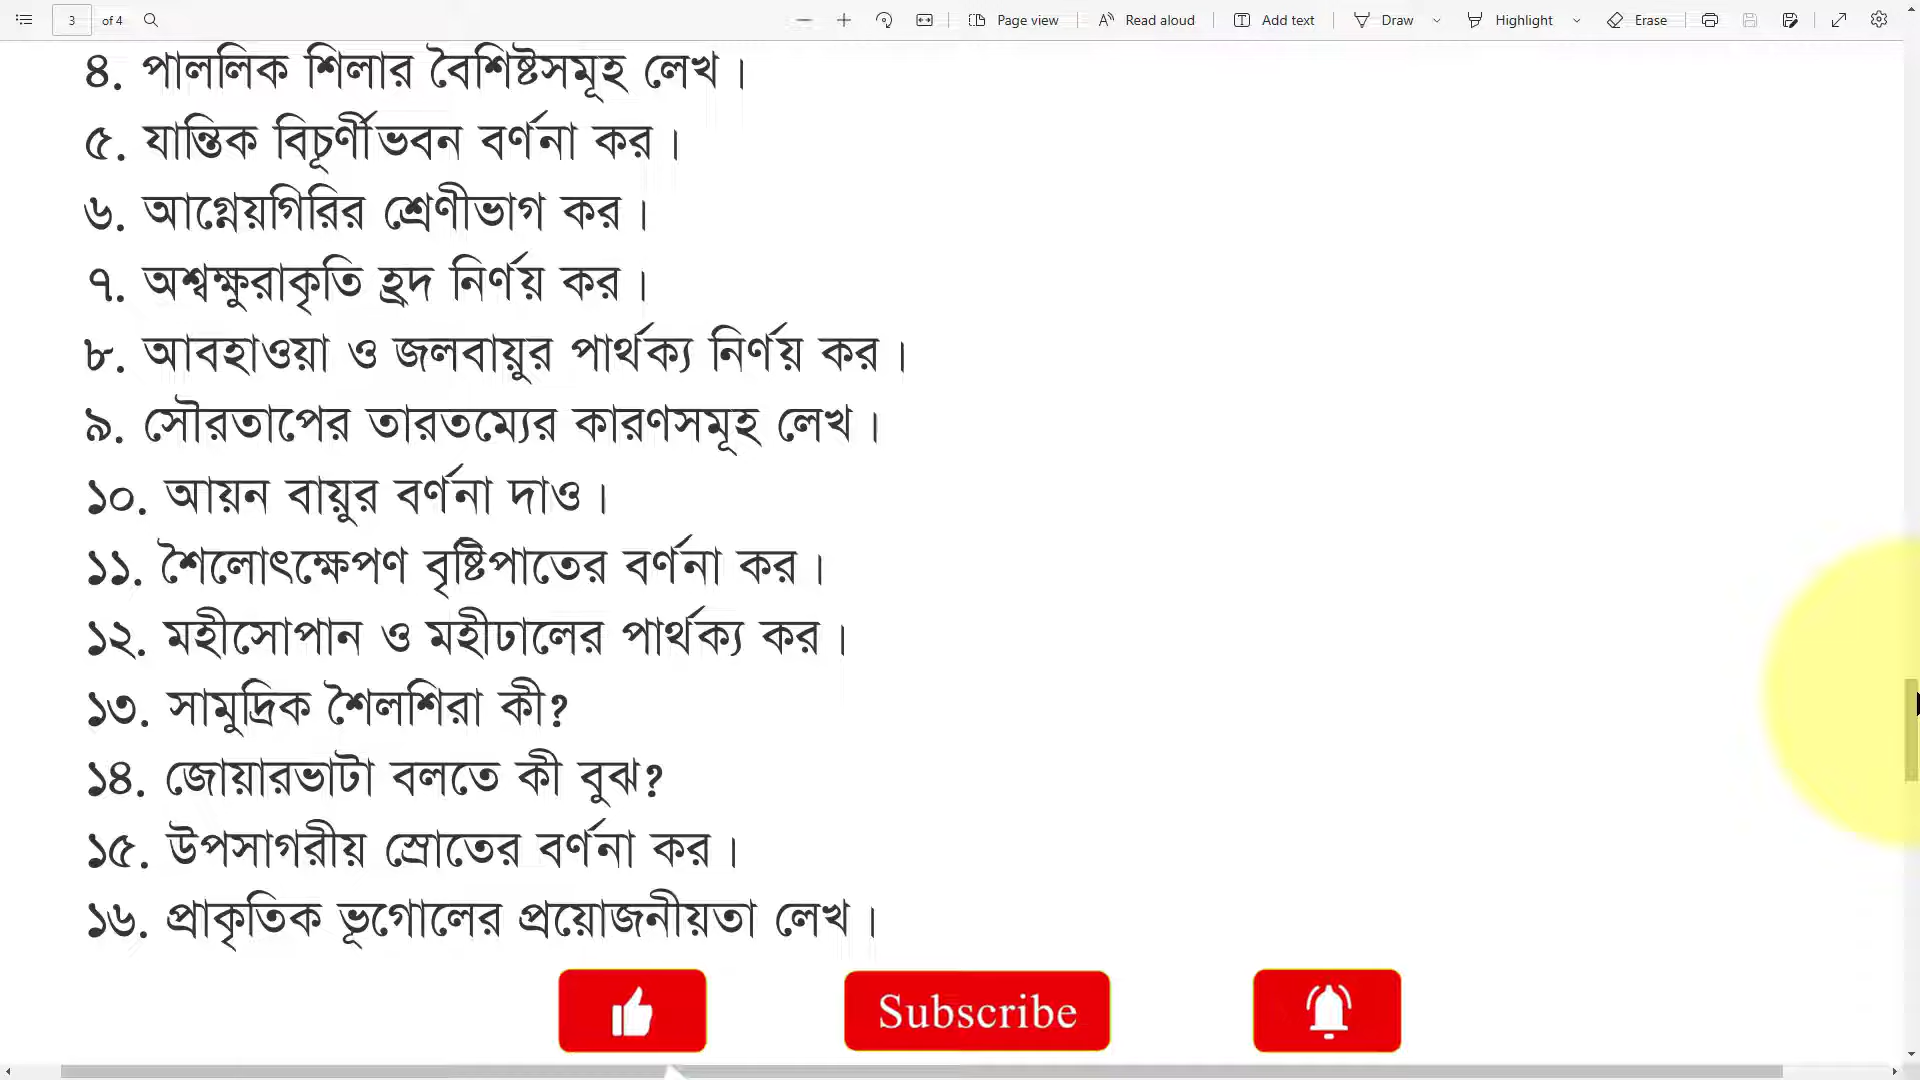 3 of 4 Page view Read aloud Add text Draw Highlight Erase
৪. পাললিক শিলার বৈশিষ্টসমূহ লেখ।
৫. যান্তিক বিচূর্ণীভবন বর্ণনা কর।
৬. আগ্নেয়গিরির শ্রেণীভাগ কর।
৭. অশ্বক্ষুরাকৃতি হ্রদ নির্ণয় কর।
৮. আবহাওয়া ও জলবায়ুর পার্থক্য নির্ণয় কর।
৯. সৌরতাপের তারতম্যের কারণসমূহ লেখ।
১০. আয়ন বায়ুর বর্ণনা দাও।
১১. শৈলোৎক্ষেপণ বৃষ্টিপাতের বর্ণনা কর।
১২. মহীসোপান ও মহীঢালের পার্থক্য কর।
১৩. সামুদ্রিক শৈলশিরা কী?
১৪. জোয়ারভাটা বলতে কী বুঝ?
১৫. উপসাগরীয় স্রোতের বর্ণনা কর।
১৬. প্রাকৃতিক ভূগোলের প্রয়োজনীয়তা লেখ।
Subscribe